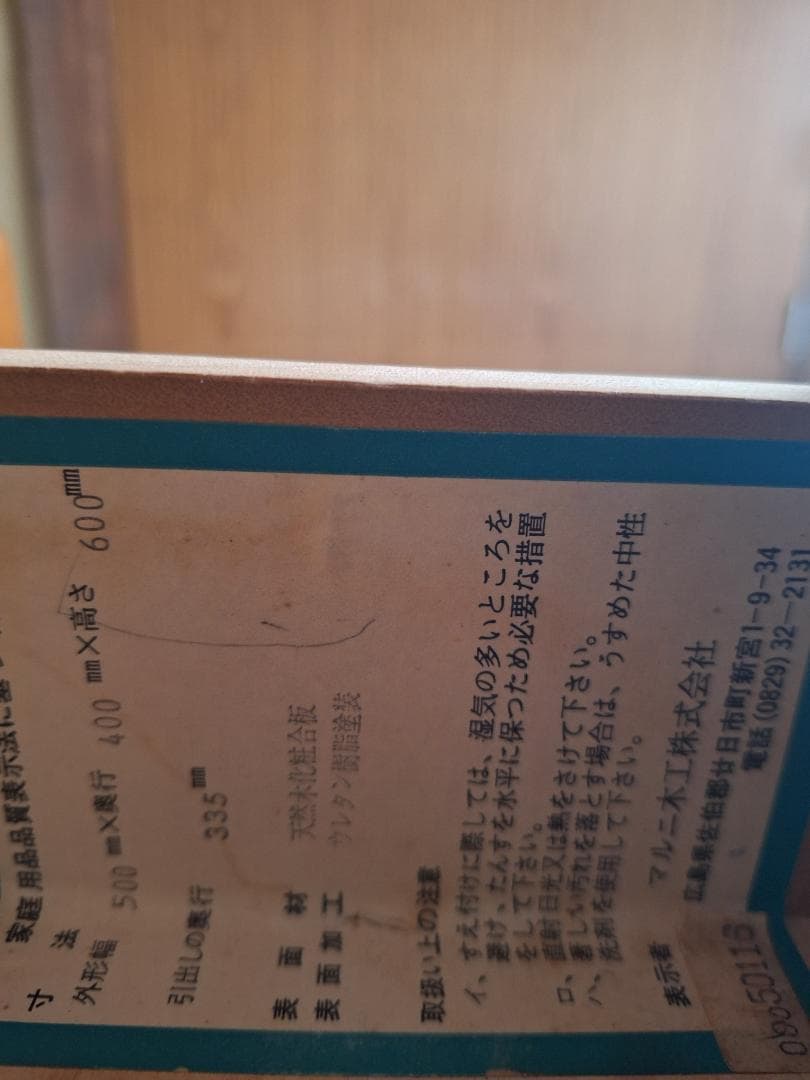 家庭用品品質表示法に基
寸法
外形幅 500 mm×奥行 400 mm×高さ 600mm
引出しの奥行 335mm
表面材 天然木化粧合板
表面加工 ウレタン樹脂塗装
取扱い上の注意
イ、すえ付けに際しては、湿気の多いところを
避け、たんすを水平に保つため必要な措置
をして下さい。
ロ、直射日光又は熱をさけて下さい。
ハ、著しい汚れを落とす場合は、うすめた中性
洗剤を使用して下さい。
表示者 マルニ木工株式会社
広島県佐伯郡廿日市町新宮1-9-34
電話(0829)32-2131